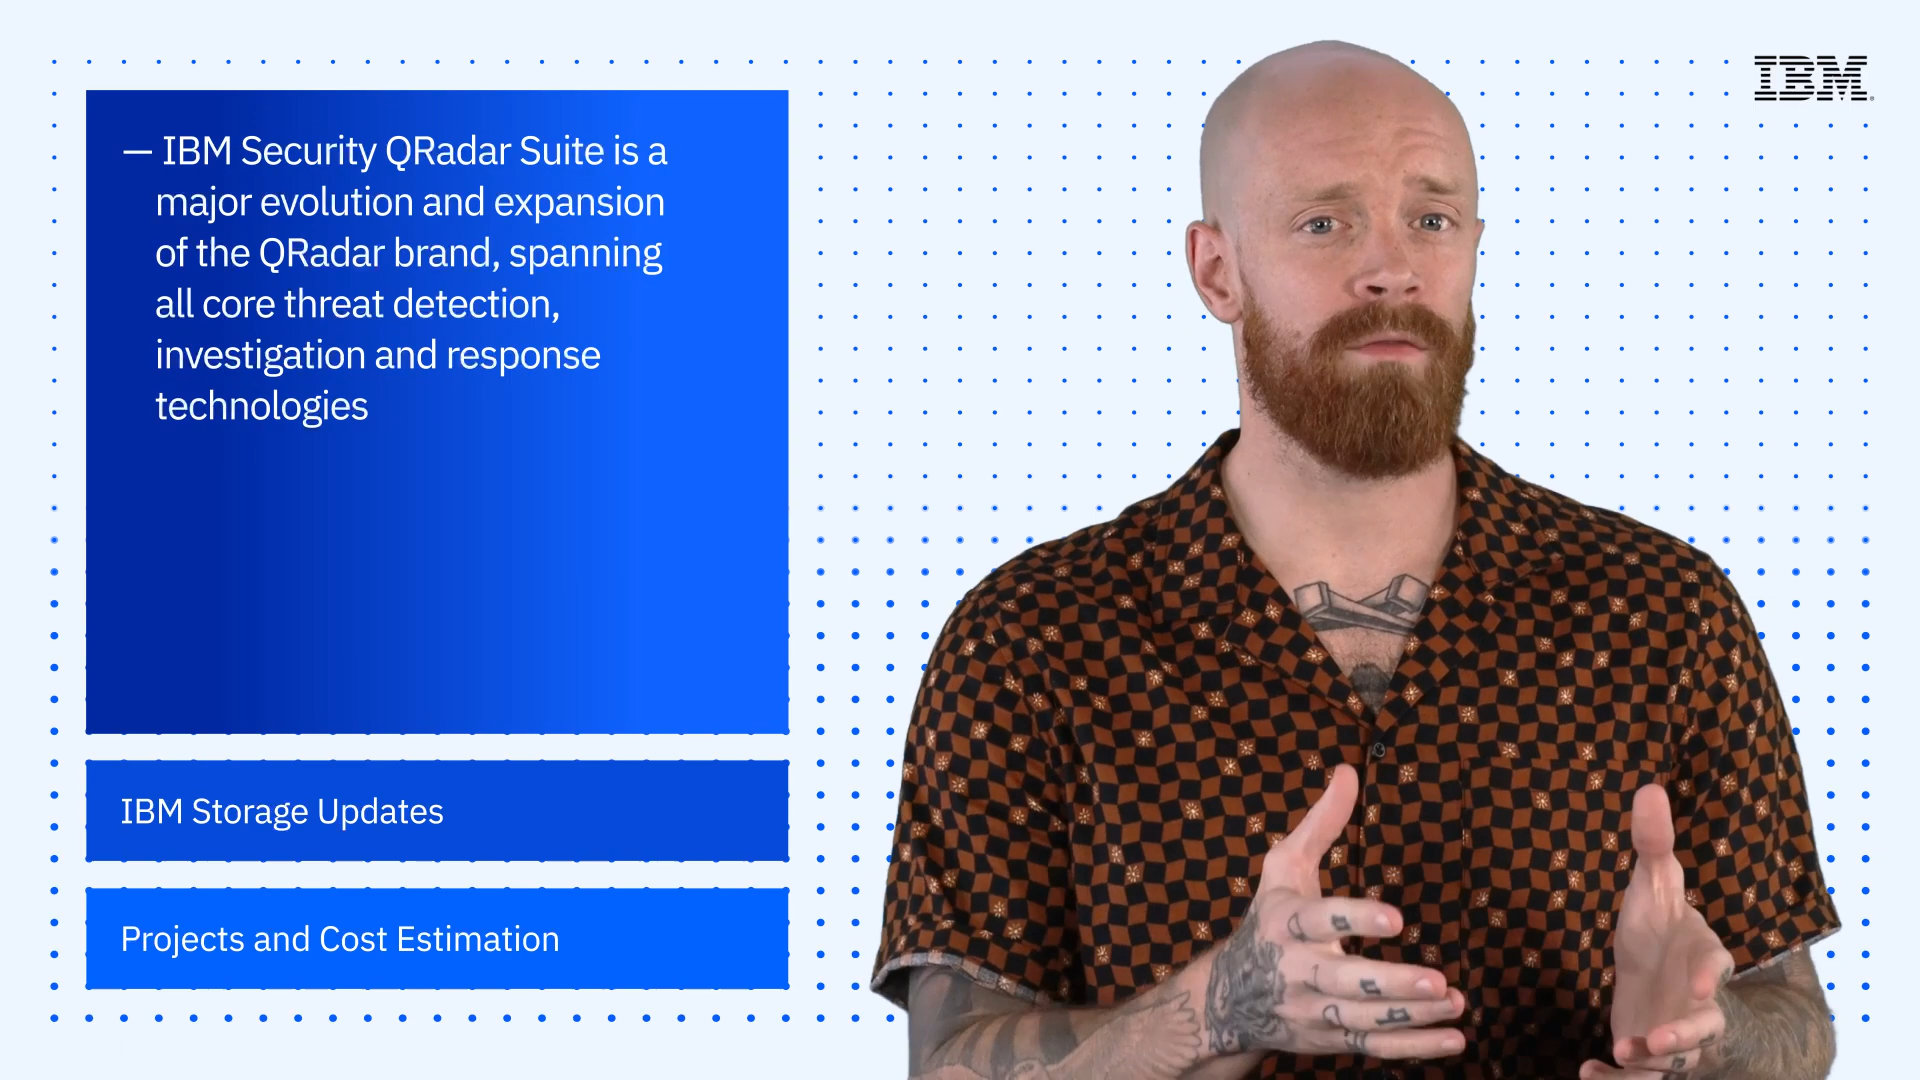 IBM
— IBM Security QRadar Suite is a
major evolution and expansion
of the QRadar brand, spanning
all core threat detection,
investigation and response
technologies
IBM Storage Updates
Projects and Cost Estimation